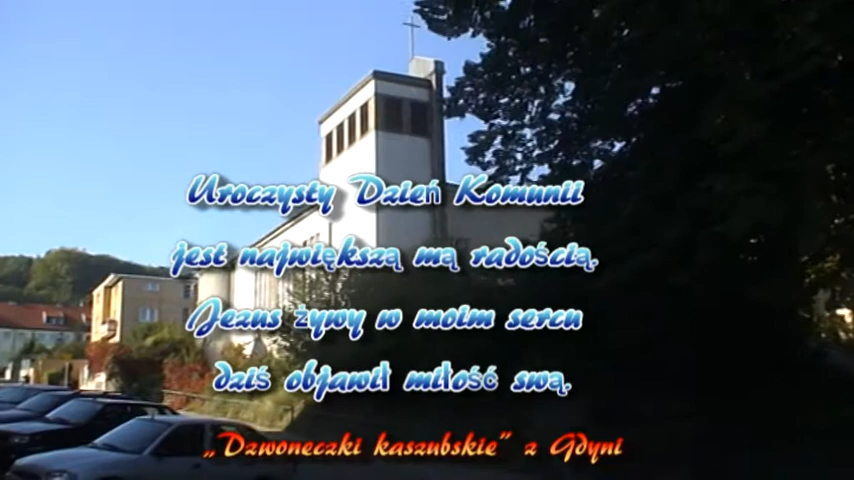 Uroczysty Dzień Komunii
jest największą mą radością.
Jezus żywy w moim sercu
dziś objawił miłość swą.
„Dzwoneczki kaszubskie” z Gdyni